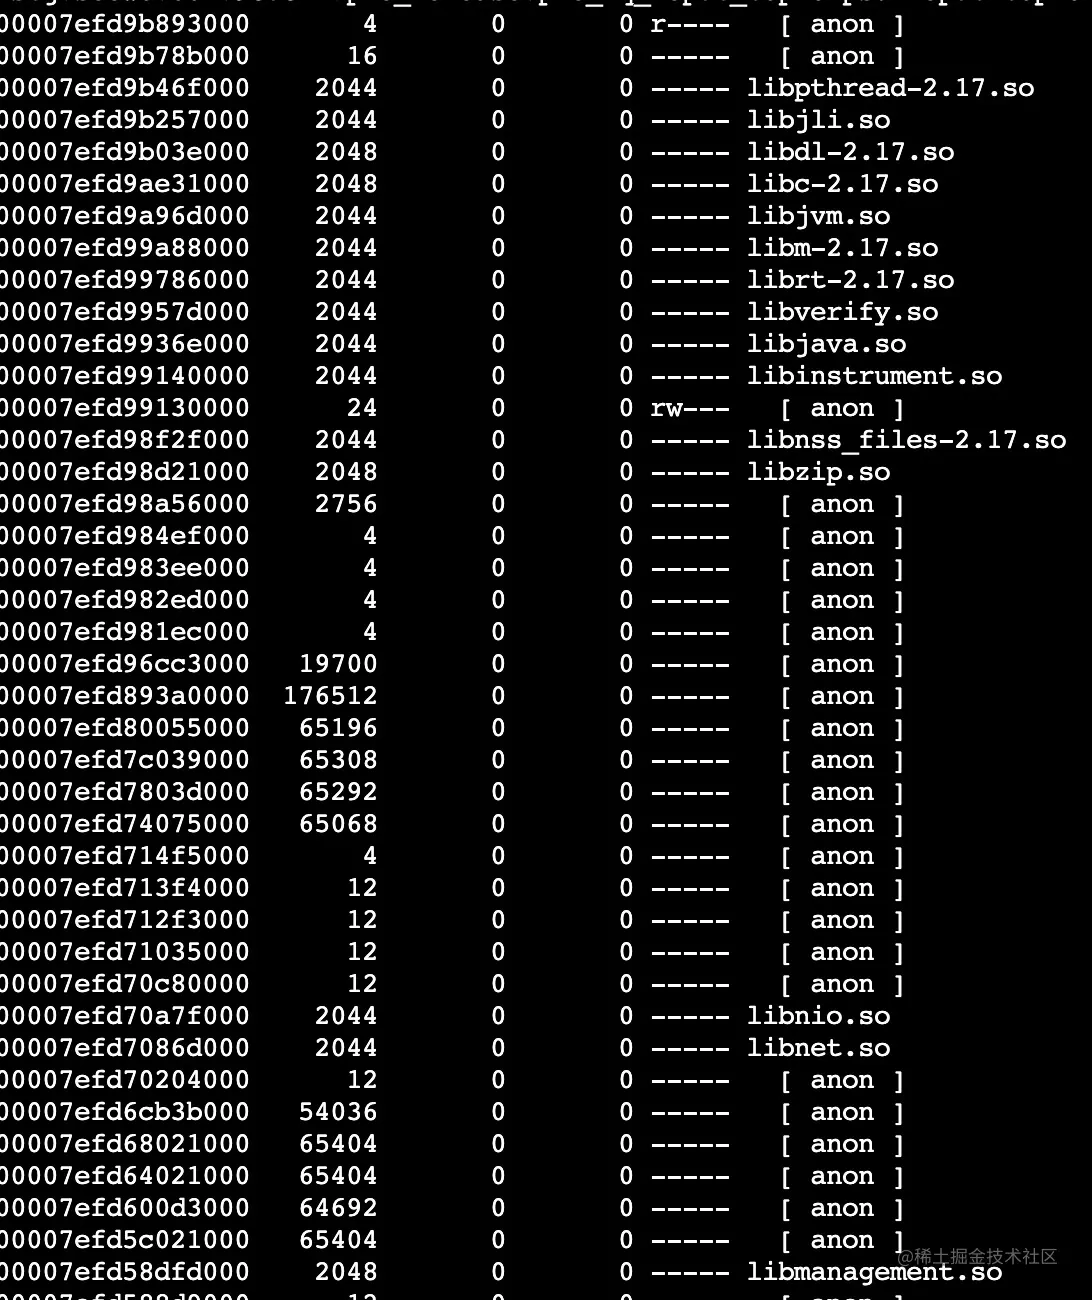 00007efd9b893000 4 0 0 r---- [ anon ]
00007efd9b78b000 16 0 0 ----- [ anon ]
00007efd9b46f000 2044 0 0 ----- libpthread-2.17.so
00007efd9b257000 2044 0 0 ----- libjli.so
00007efd9b03e000 2048 0 0 ----- libdl-2.17.so
00007efd9ae31000 2048 0 0 ----- libc-2.17.so
00007efd9a96d000 2044 0 0 ----- libjvm.so
00007efd99a88000 2044 0 0 ----- libm-2.17.so
00007efd99786000 2044 0 0 ----- librt-2.17.so
00007efd9957d000 2044 0 0 ----- libverify.so
00007efd9936e000 2044 0 0 ----- libjava.so
00007efd99140000 2044 0 0 ----- libinstrument.so
00007efd99130000 24 0 0 rw--- [ anon ]
00007efd98f2f000 2044 0 0 ----- libnss_files-2.17.so
00007efd98d21000 2048 0 0 ----- libzip.so
00007efd98a56000 2756 0 0 ----- [ anon ]
00007efd984ef000 4 0 0 ----- [ anon ]
00007efd983ee000 4 0 0 ----- [ anon ]
00007efd982ed000 4 0 0 ----- [ anon ]
00007efd981ec000 4 0 0 ----- [ anon ]
00007efd96cc3000 19700 0 0 ----- [ anon ]
00007efd893a0000 176512 0 0 ----- [ anon ]
00007efd80055000 65196 0 0 ----- [ anon ]
00007efd7c039000 65308 0 0 ----- [ anon ]
00007efd7803d000 65292 0 0 ----- [ anon ]
00007efd74075000 65068 0 0 ----- [ anon ]
00007efd714f5000 4 0 0 ----- [ anon ]
00007efd713f4000 12 0 0 ----- [ anon ]
00007efd712f3000 12 0 0 ----- [ anon ]
00007efd71035000 12 0 0 ----- [ anon ]
00007efd70c80000 12 0 0 ----- [ anon ]
00007efd70a7f000 2044 0 0 ----- libnio.so
00007efd7086d000 2044 0 0 ----- libnet.so
00007efd70204000 12 0 0 ----- [ anon ]
00007efd6cb3b000 54036 0 0 ----- [ anon ]
00007efd68021000 65404 0 0 ----- [ anon ]
00007efd64021000 65404 0 0 ----- [ anon ]
00007efd600d3000 64692 0 0 ----- [ anon ]
00007efd5c021000 65404 0 0 ----- [ anon ]
@稀土掘金技术社区
00007efd58dfd000 2048 0 0 ----- libmanagement.so